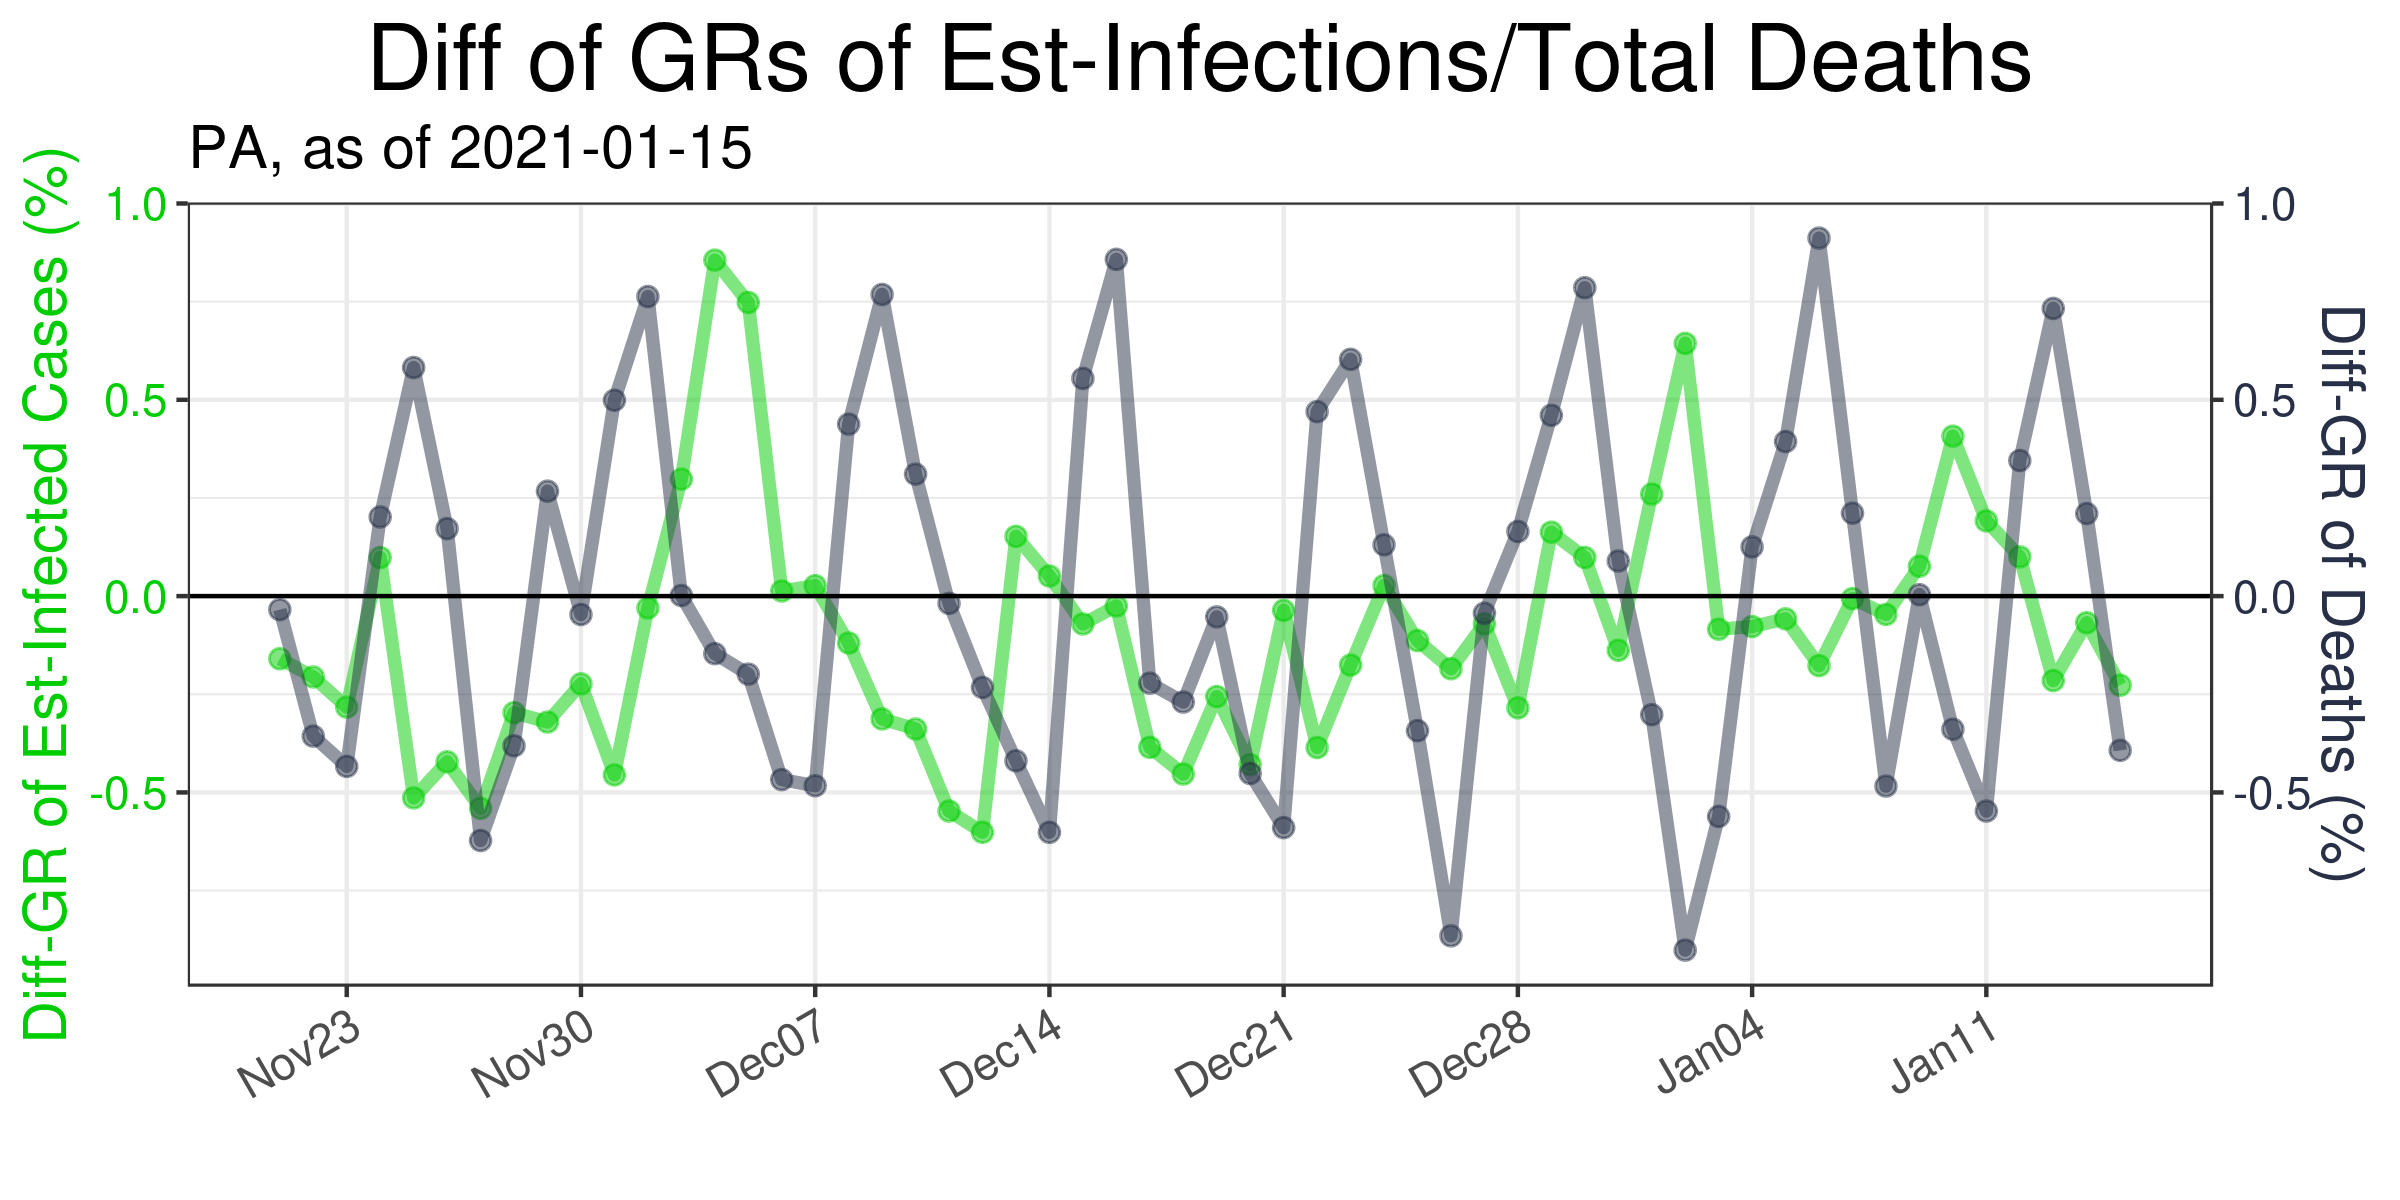 Diff of GRs of Est-Infections/Total Deaths
PA, as of 2021-01-15
Diff-GR of Est-Infected Cases (%)
1.0
0.5
0.0
-0.5
1.0
0.5
0.0
-0.5
Diff-GR of Deaths (%)
Nov23
Nov30
Dec07
Dec14
Dec21
Dec28
Jan04
Jan11